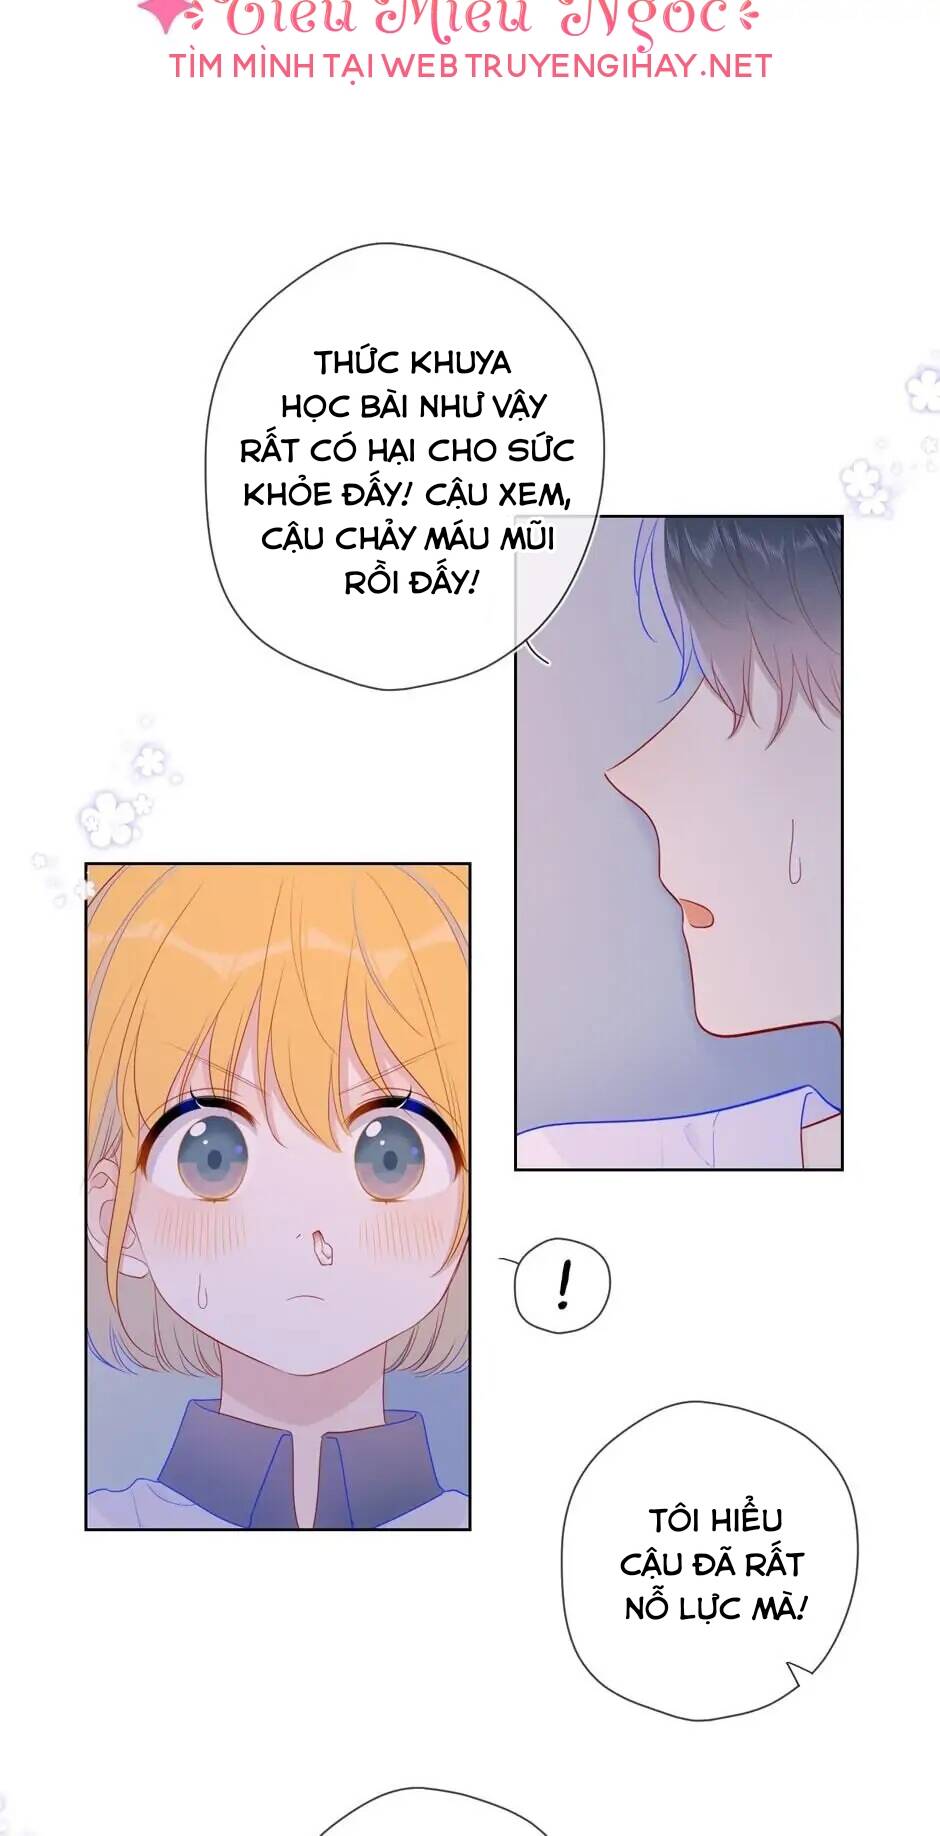 Tiểu Miêu Ngốc
TÌM MÌNH TẠI WEB TRUYENGIHAY.NET
THỨC KHUYA
HỌC BÀI NHƯ VẬY
RẤT CÓ HẠI CHO SỨC
KHỎE ĐẤY! CẬU XEM,
CẬU CHẢY MÁU MŨI
RỒI ĐẤY!
!
TÔI HIỂU
CẬU ĐÃ RẤT
NỖ LỰC MÀ!